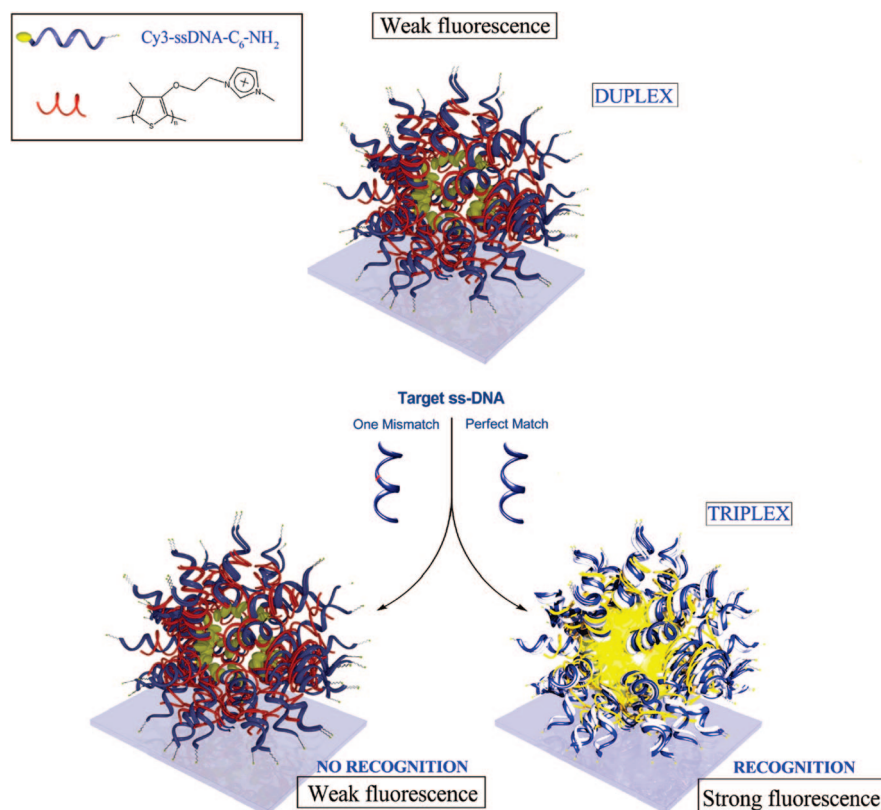 Weak fluorescence
Cy3-ssDNA-C6-NH2
N
+
N
O
S
n
DUPLEX
Target ss-DNA
One Mismatch
Perfect Match
TRIPLEX
NO RECOGNITION
Weak fluorescence
RECOGNITION
Strong fluorescence